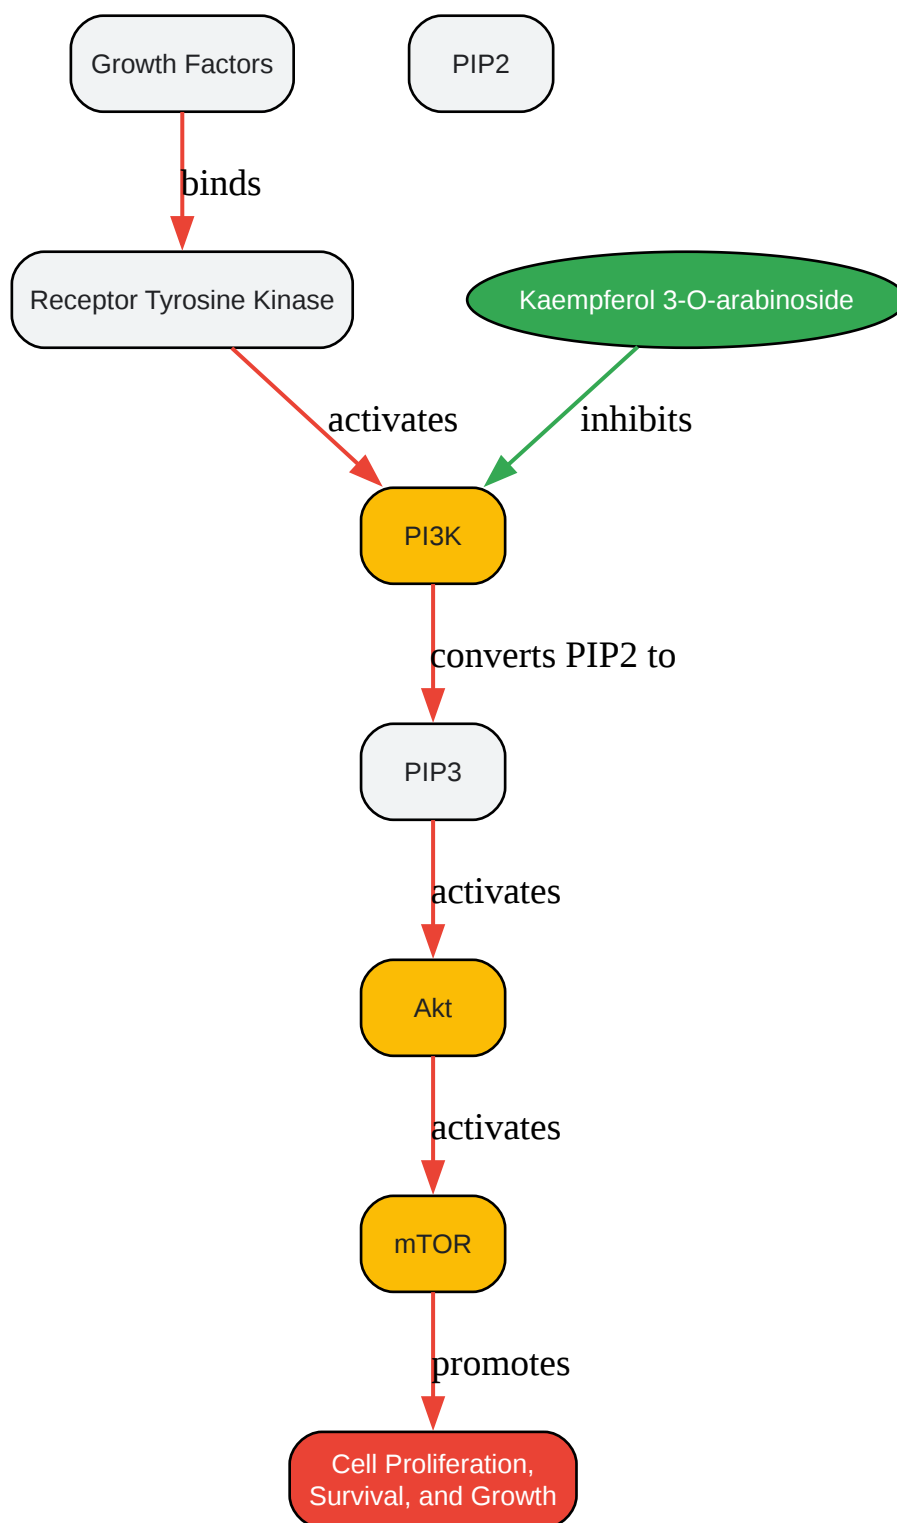 Growth Factors
PIP2
binds
Receptor Tyrosine Kinase
Kaempferol 3-O-arabinoside
activates
inhibits
PI3K
converts PIP2 to
PIP3
activates
Akt
activates
mTOR
promotes
Cell Proliferation,
Survival, and Growth